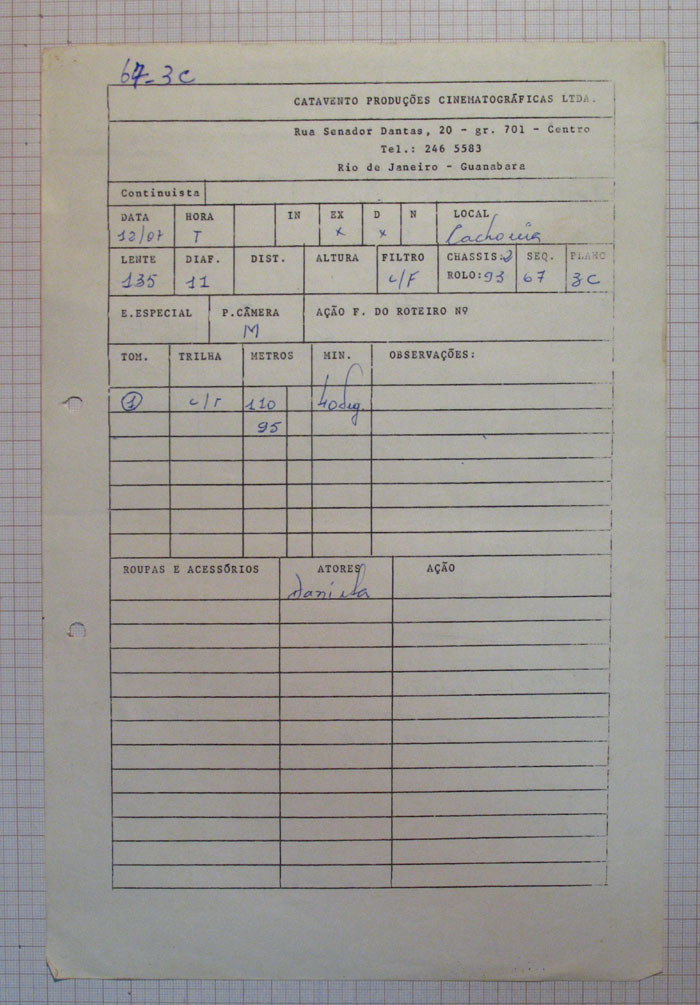 67-3C
CATAVENTO PRODUÇÕES CINEMATOGRÁFICAS LTDA.
Rua Senador Dantas, 20 - gr. 701 - Centro
Tel.: 246 5583
Rio de Janeiro - Guanabara
Continuista
DATA HORA IN EX D N LOCAL
12/07 T x x Cachoeira
LENTE DIAF. DIST. ALTURA FILTRO CHASSIS:2 SEQ. PLANO
135 11 c/F ROLO:93 67 3C
E.ESPECIAL P.CÂMERA AÇÃO F. DO ROTEIRO Nº
M
TOM. TRILHA METROS MIN. OBSERVAÇÕES:
1 110 40seg.
95
ROUPAS E ACESSÓRIOS ATORES AÇÃO